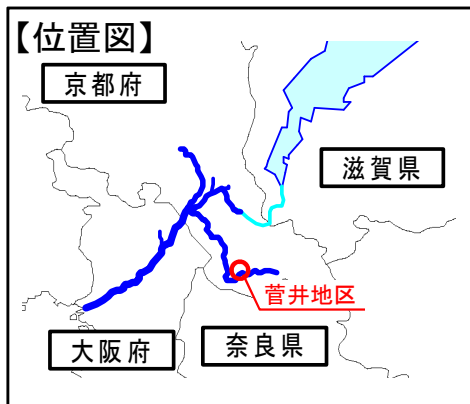 【位置図】
京都府
滋賀県
菅井地区
大阪府
奈良県